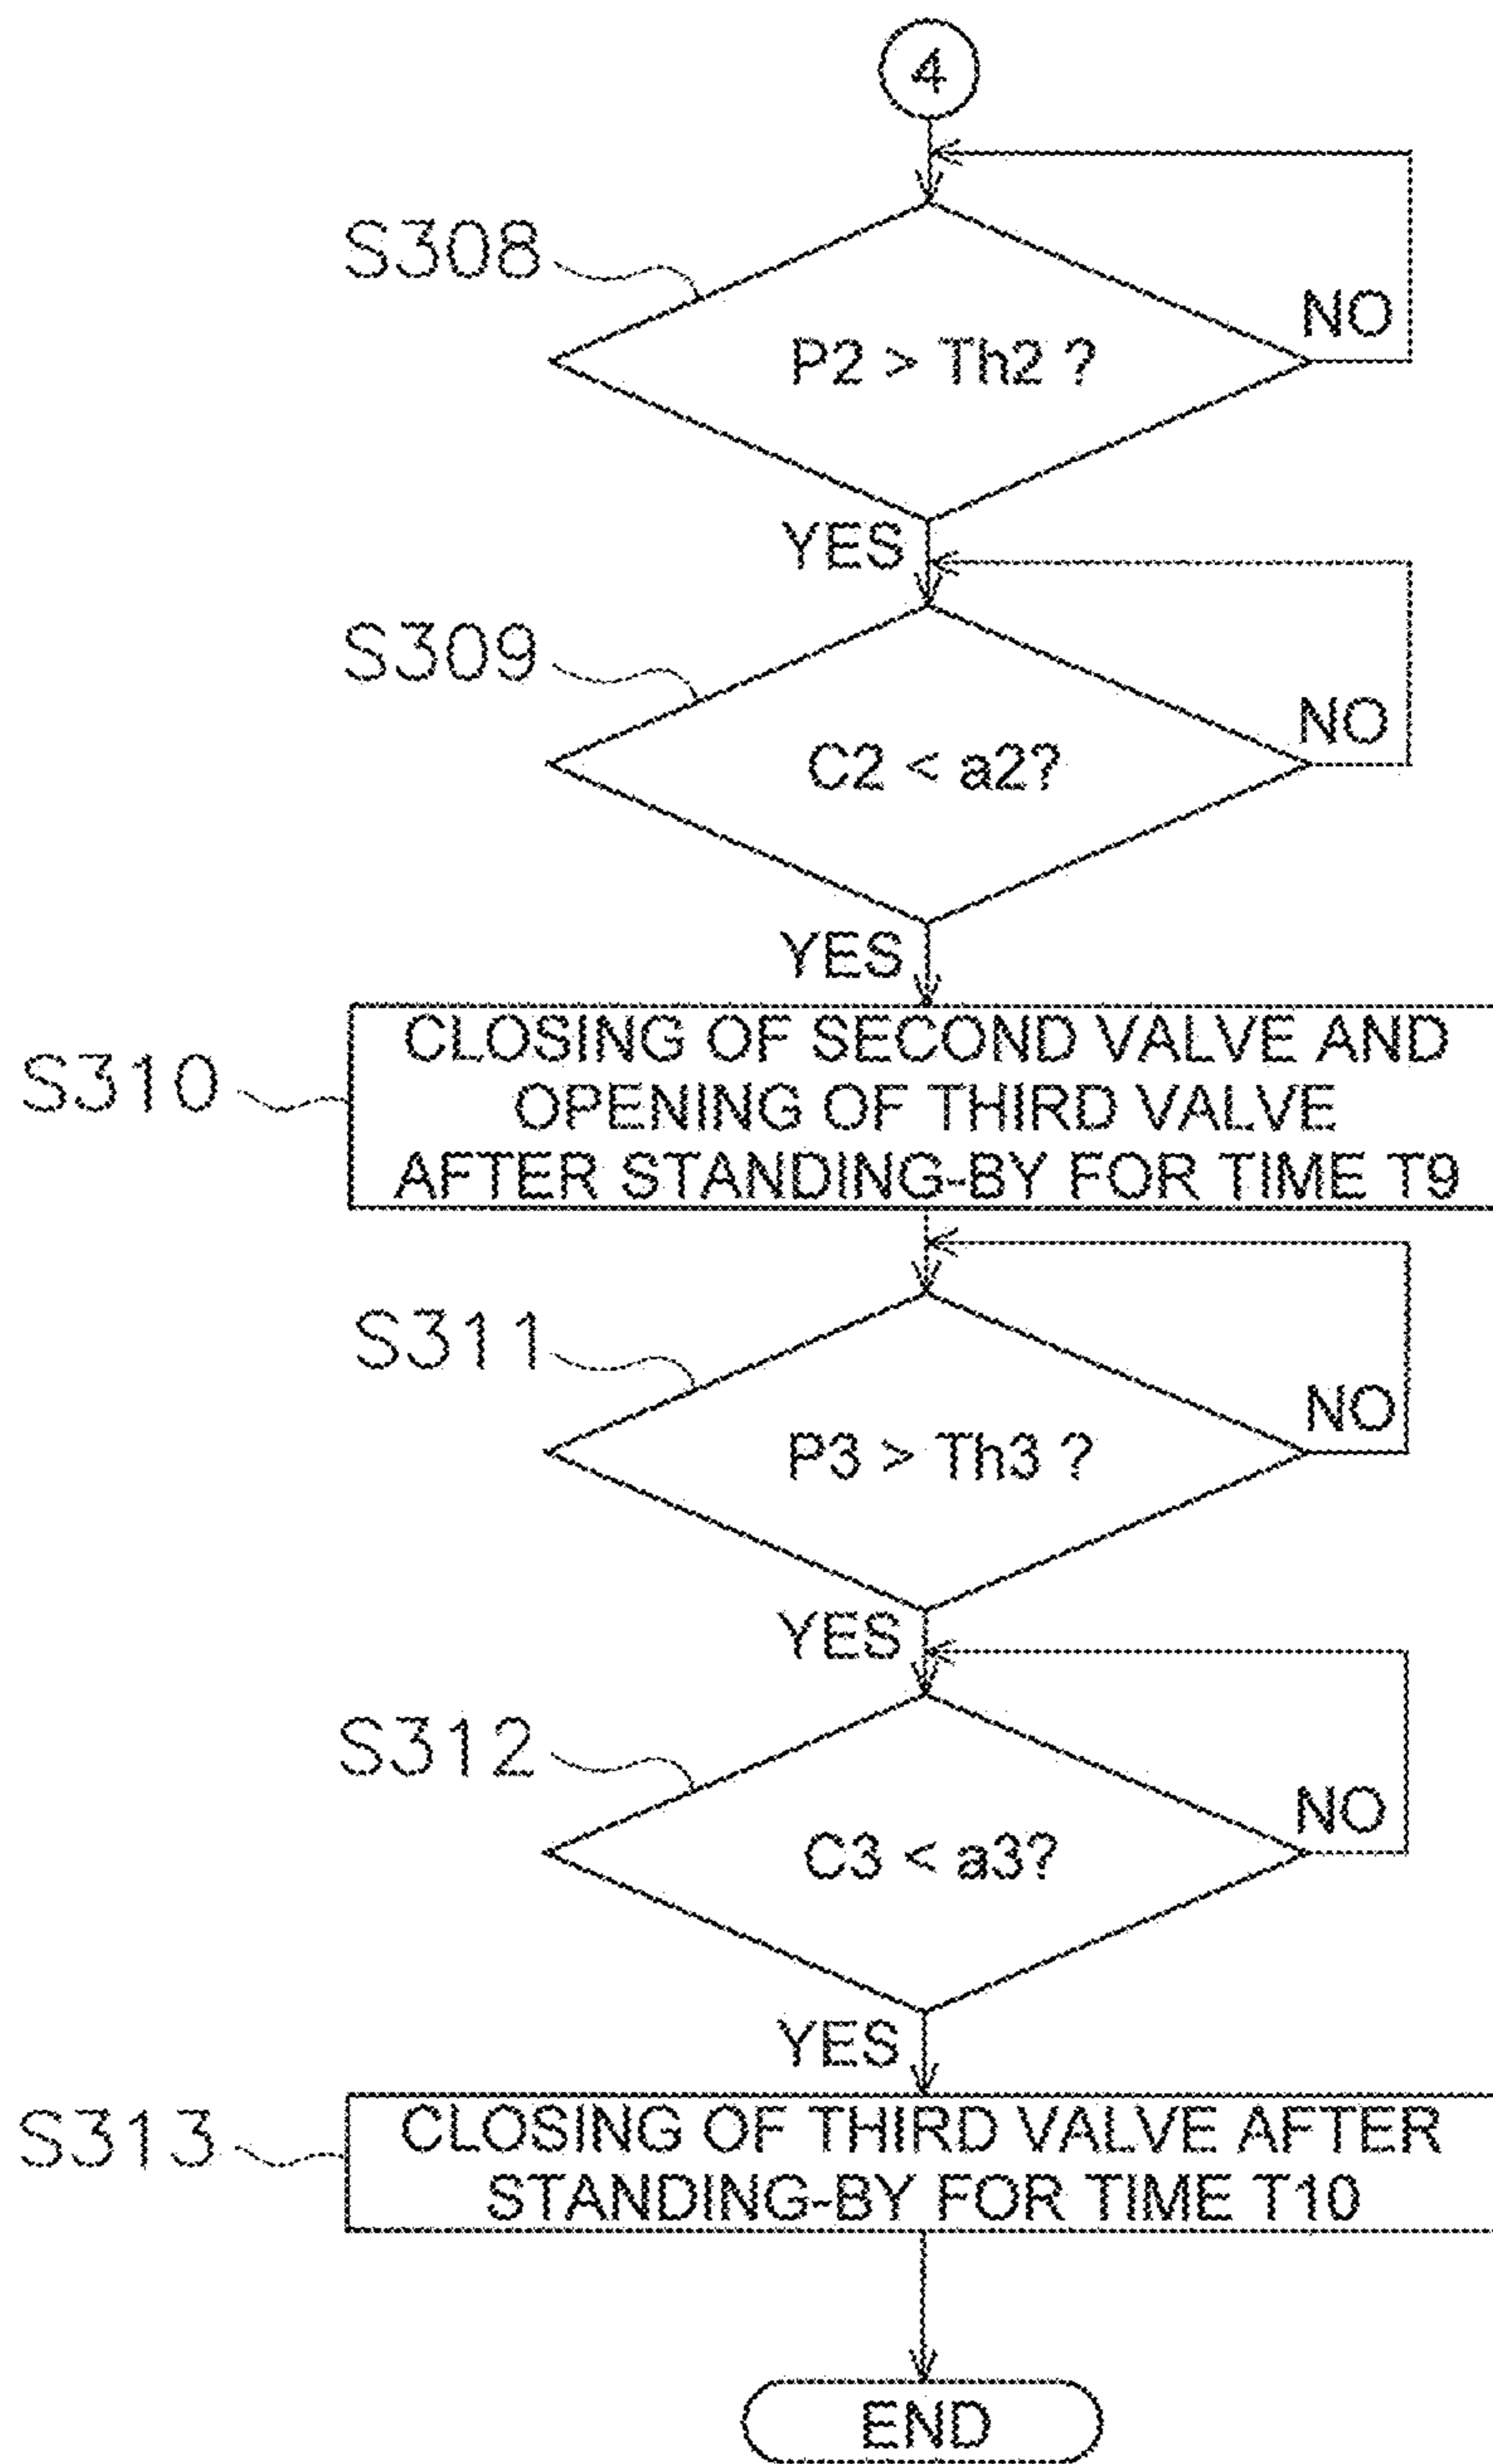 4
S308
P2 > Th2 ?
NO
YES
S309
C2 < a2?
NO
YES
S310
CLOSING OF SECOND VALVE AND
OPENING OF THIRD VALVE
AFTER STANDING-BY FOR TIME T9
S311
P3 > Th3 ?
NO
YES
S312
C3 < a3?
NO
YES
S313
CLOSING OF THIRD VALVE AFTER
STANDING-BY FOR TIME T10
END